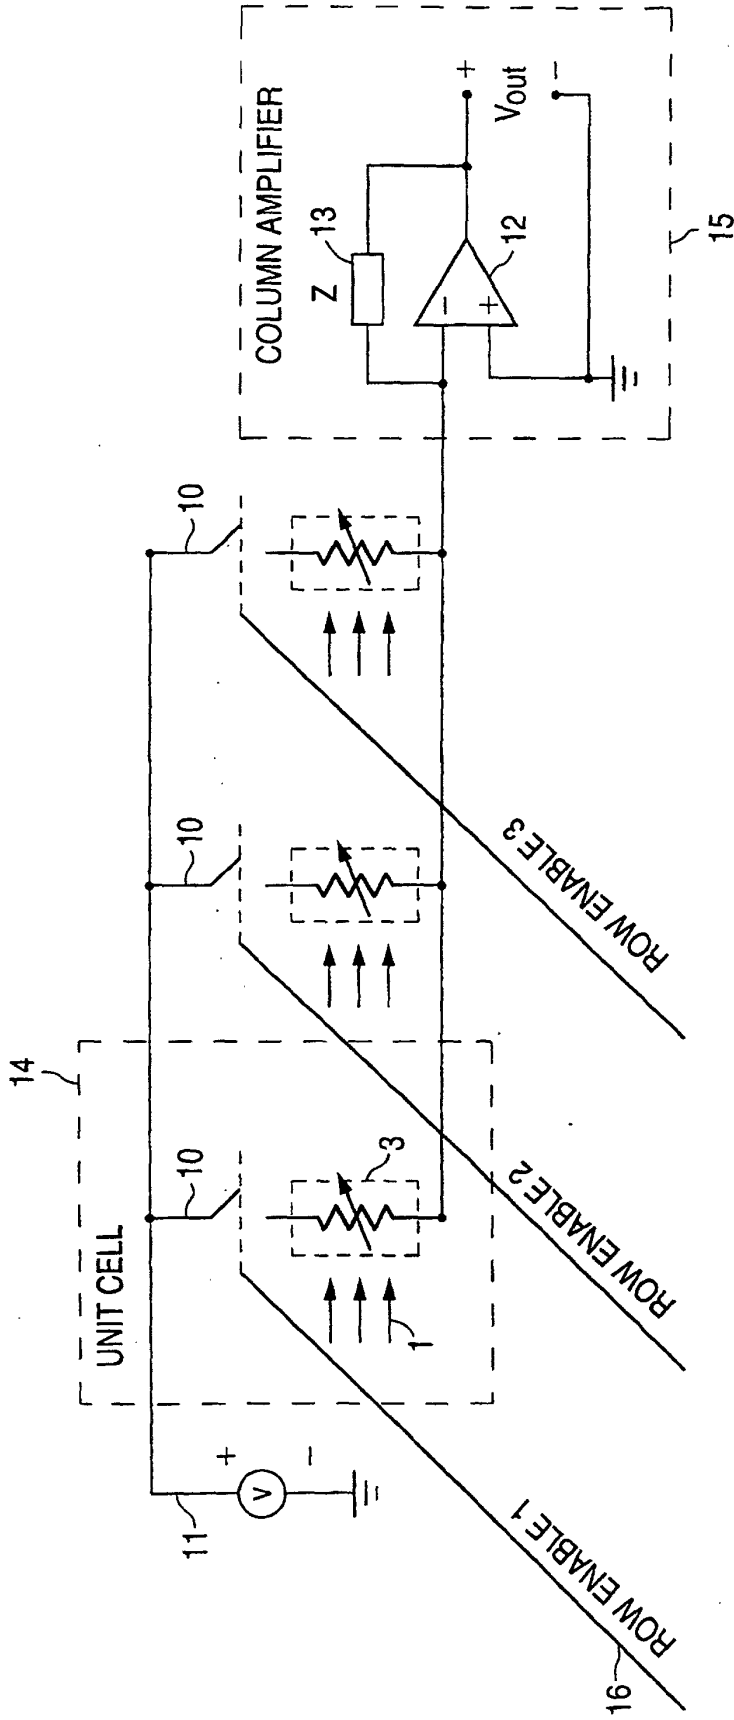 14
UNIT CELL
11
+
−
V
10
10
10
3
1
16
ROW ENABLE 1
ROW ENABLE 2
ROW ENABLE 3
COLUMN AMPLIFIER
Z
13
−
+
12
+
Vout
−
15